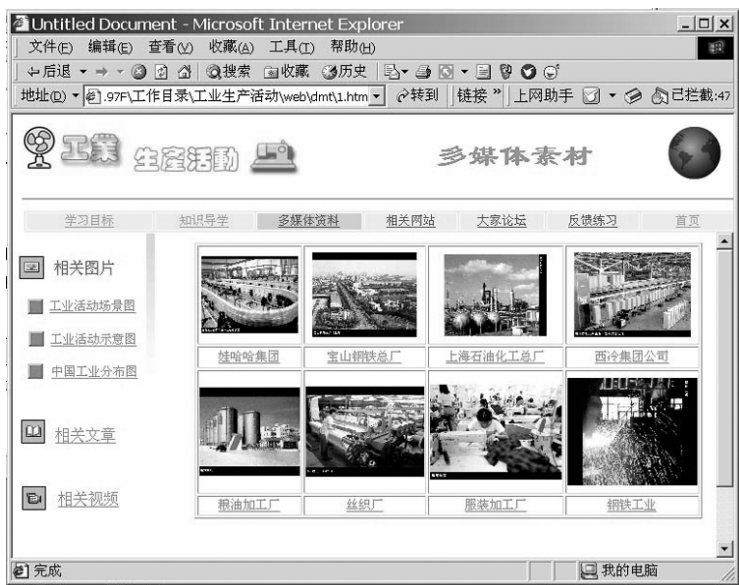 Untitled Document - Microsoft Internet Explorer
文件(F) 编辑(E) 查看(V) 收藏(A) 工具(T) 帮助(H)
后退 搜索 收藏 历史
地址(D) .97F\工作目录\工业生产活动\web\dmt\1.htm 转到 链接 » 上网助手 已拦截:47
工業 生産活動 多媒体素材
学习目标 知识导学 多媒体资料 相关网站 大家论坛 反馈练习 首页
相关图片
工业活动场景图
工业活动示意图
中国工业分布图
相关文章
相关视频
娃哈哈集团 宝山钢铁总厂 上海石油化工总厂 西冷集团公司
粮油加工厂 丝织厂 服装加工厂 钢铁工业
完成 我的电脑